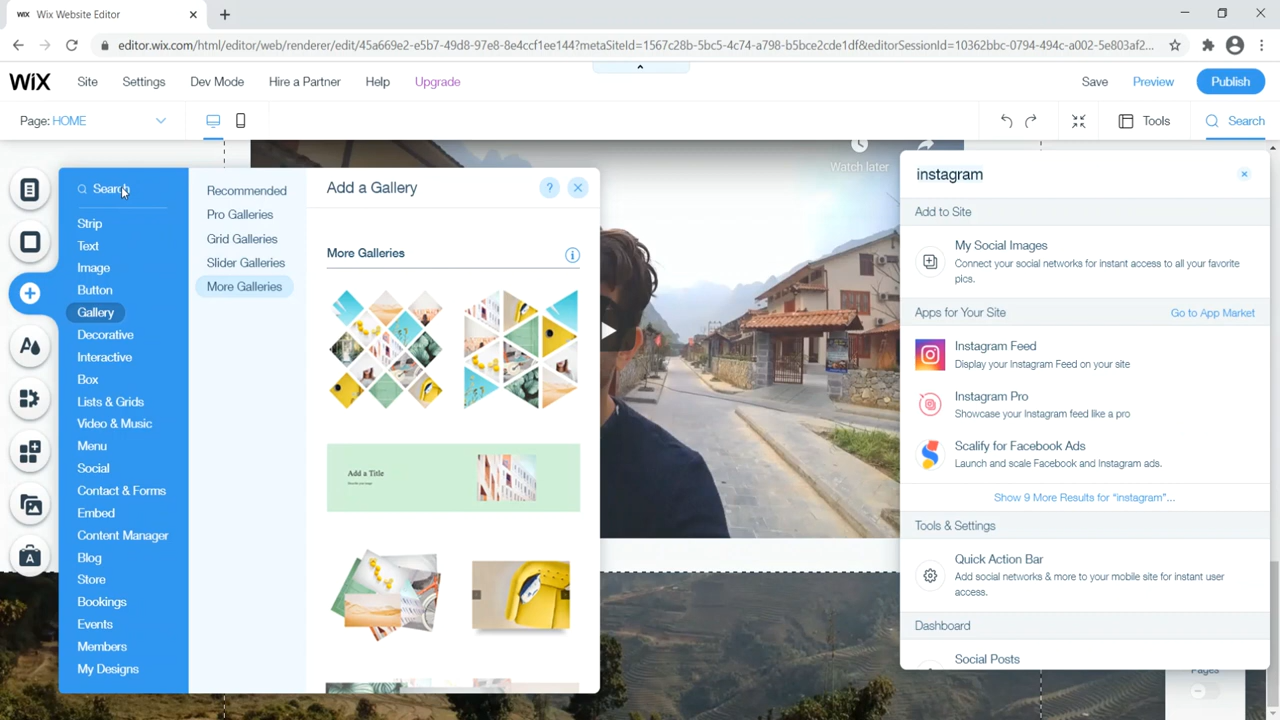 WiX Wix Website Editor
editor.wix.com/html/editor/web/renderer/edit/45a669e2-e5b7-49d8-97e8-8e4ccf1ee144?metaSiteId=1567c28b-5bc5-4c74-a798-b5bce2cde1df&editorSessionId=10362bbc-0794-494c-a002-5e803af2...
WiX Site Settings Dev Mode Hire a Partner Help Upgrade Save Preview Publish
Page: HOME Tools Search
Watch later
Search
Strip
Text
Image
Button
Gallery
Decorative
Interactive
Box
Lists & Grids
Video & Music
Menu
Social
Contact & Forms
Embed
Content Manager
Blog
Store
Bookings
Events
Members
My Designs
Recommended
Pro Galleries
Grid Galleries
Slider Galleries
More Galleries
Add a Gallery
?
More Galleries
Add a Title
instagram
Add to Site
My Social Images
Connect your social networks for instant access to all your favorite
pics.
Apps for Your Site Go to App Market
Instagram Feed
Display your Instagram Feed on your site
Instagram Pro
Showcase your Instagram feed like a pro
Scalify for Facebook Ads
Launch and scale Facebook and Instagram ads.
Show 9 More Results for "instagram"...
Tools & Settings
Quick Action Bar
Add social networks & more to your mobile site for instant user
access.
Dashboard
Social Posts
Pages